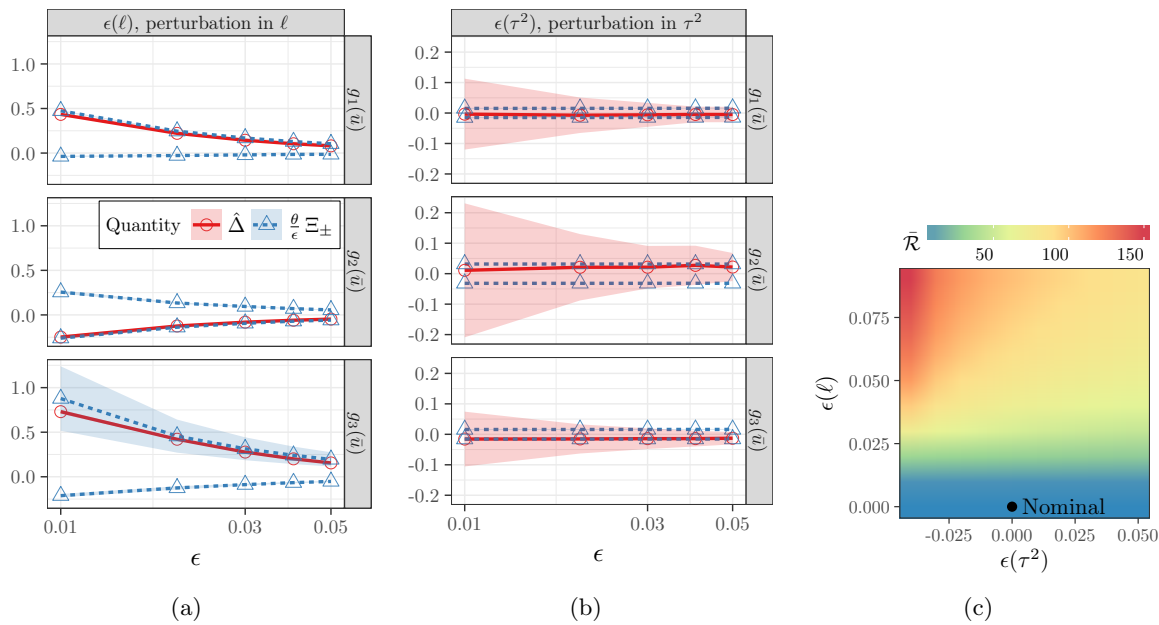 ϵ(ℓ), perturbation in ℓ
1.0
0.5
0.0
g₁(ū)
Quantity Δ̂ θ/ϵ Ξ±
1.0
0.5
0.0
g₂(ū)
1.0
0.5
0.0
g₃(ū)
0.01 0.03 0.05
ϵ
(a)
ϵ(τ²), perturbation in τ²
0.2
0.1
0.0
-0.1
-0.2
g₁(ū)
0.2
0.1
0.0
-0.1
-0.2
g₂(ū)
0.2
0.1
0.0
-0.1
-0.2
g₃(ū)
0.01 0.03 0.05
ϵ
(b)
R̄ 50 100 150
0.075
0.050
0.025
0.000
ϵ(ℓ)
Nominal
-0.025 0.000 0.025 0.050
ϵ(τ²)
(c)